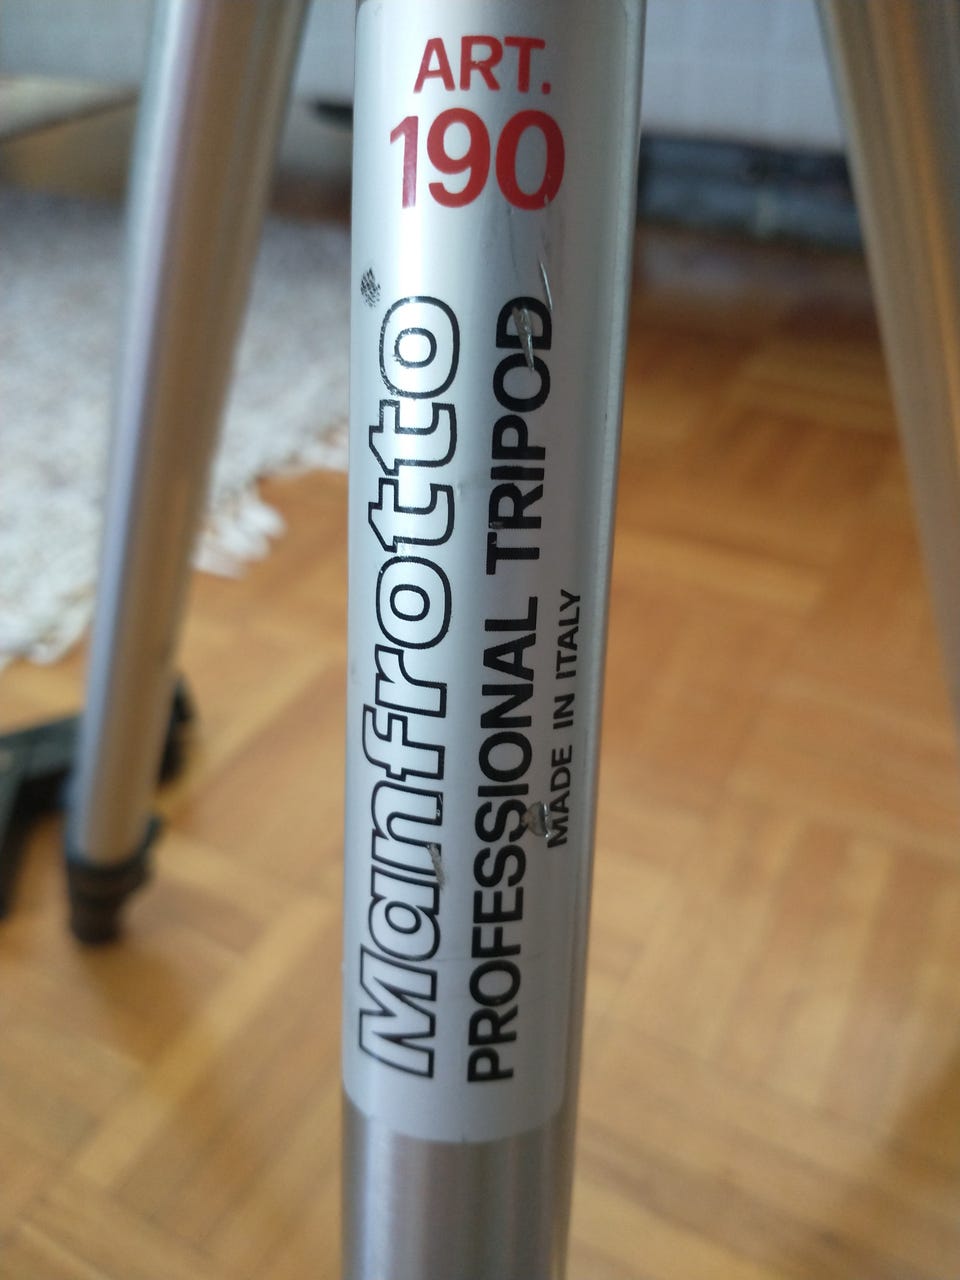 ART.
190
Manfrotto
PROFESSIONAL TRIPOD
MADE IN ITALY